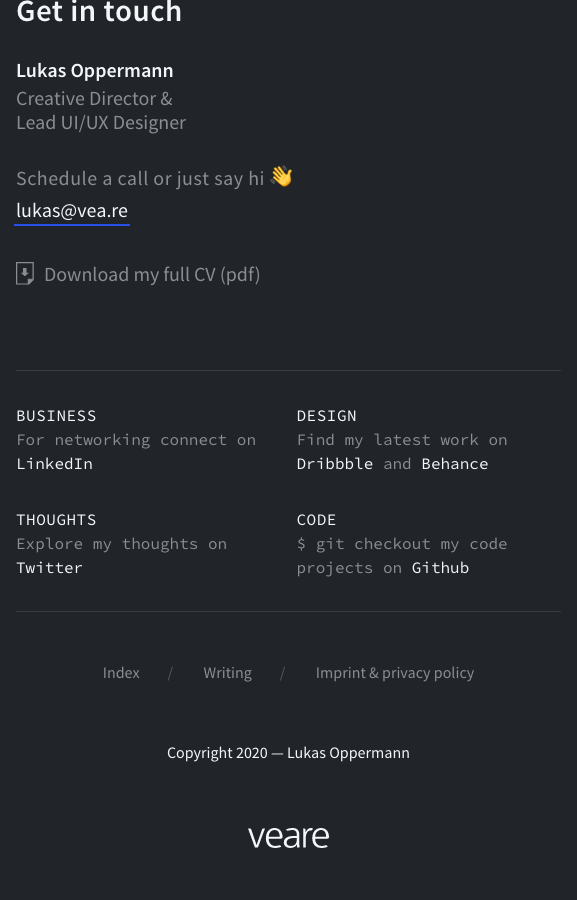 Get in touch
Lukas Oppermann
Creative Director &
Lead UI/UX Designer
Schedule a call or just say hi 👋
lukas@vea.re
Download my full CV (pdf)
BUSINESS
For networking connect on
LinkedIn
DESIGN
Find my latest work on
Dribbble and Behance
THOUGHTS
Explore my thoughts on
Twitter
CODE
$ git checkout my code
projects on Github
Index / Writing / Imprint & privacy policy
Copyright 2020 — Lukas Oppermann
veare